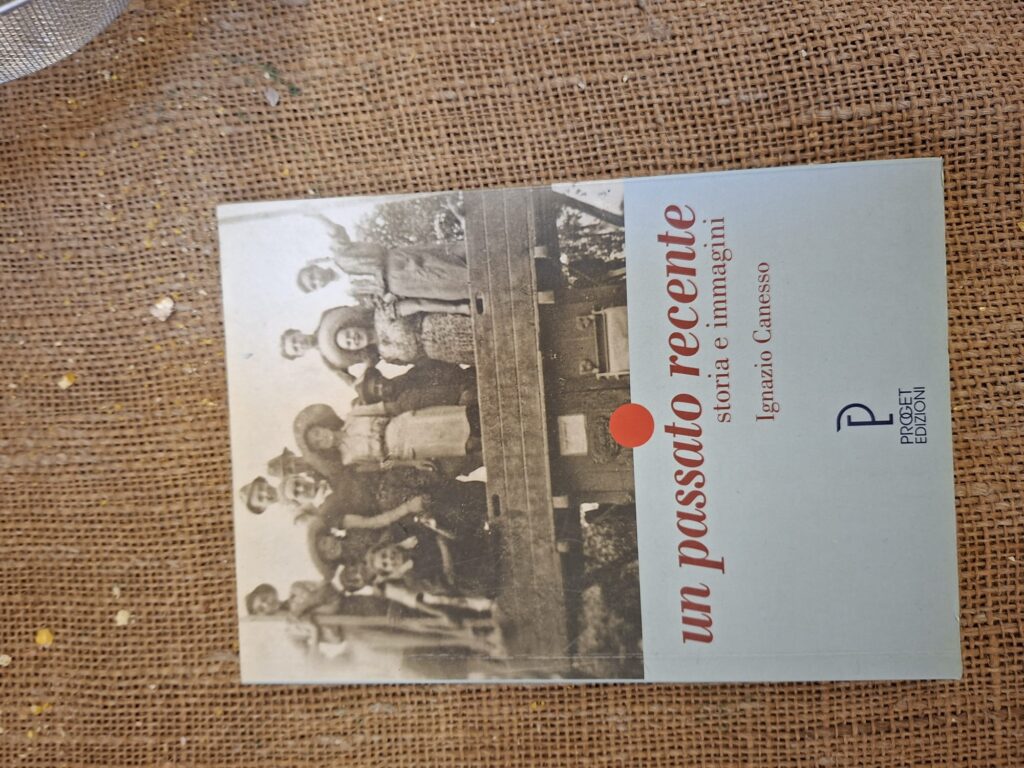 un passato recente
storia e immagini
Ignazio Canesso
PROGET
EDIZIONI